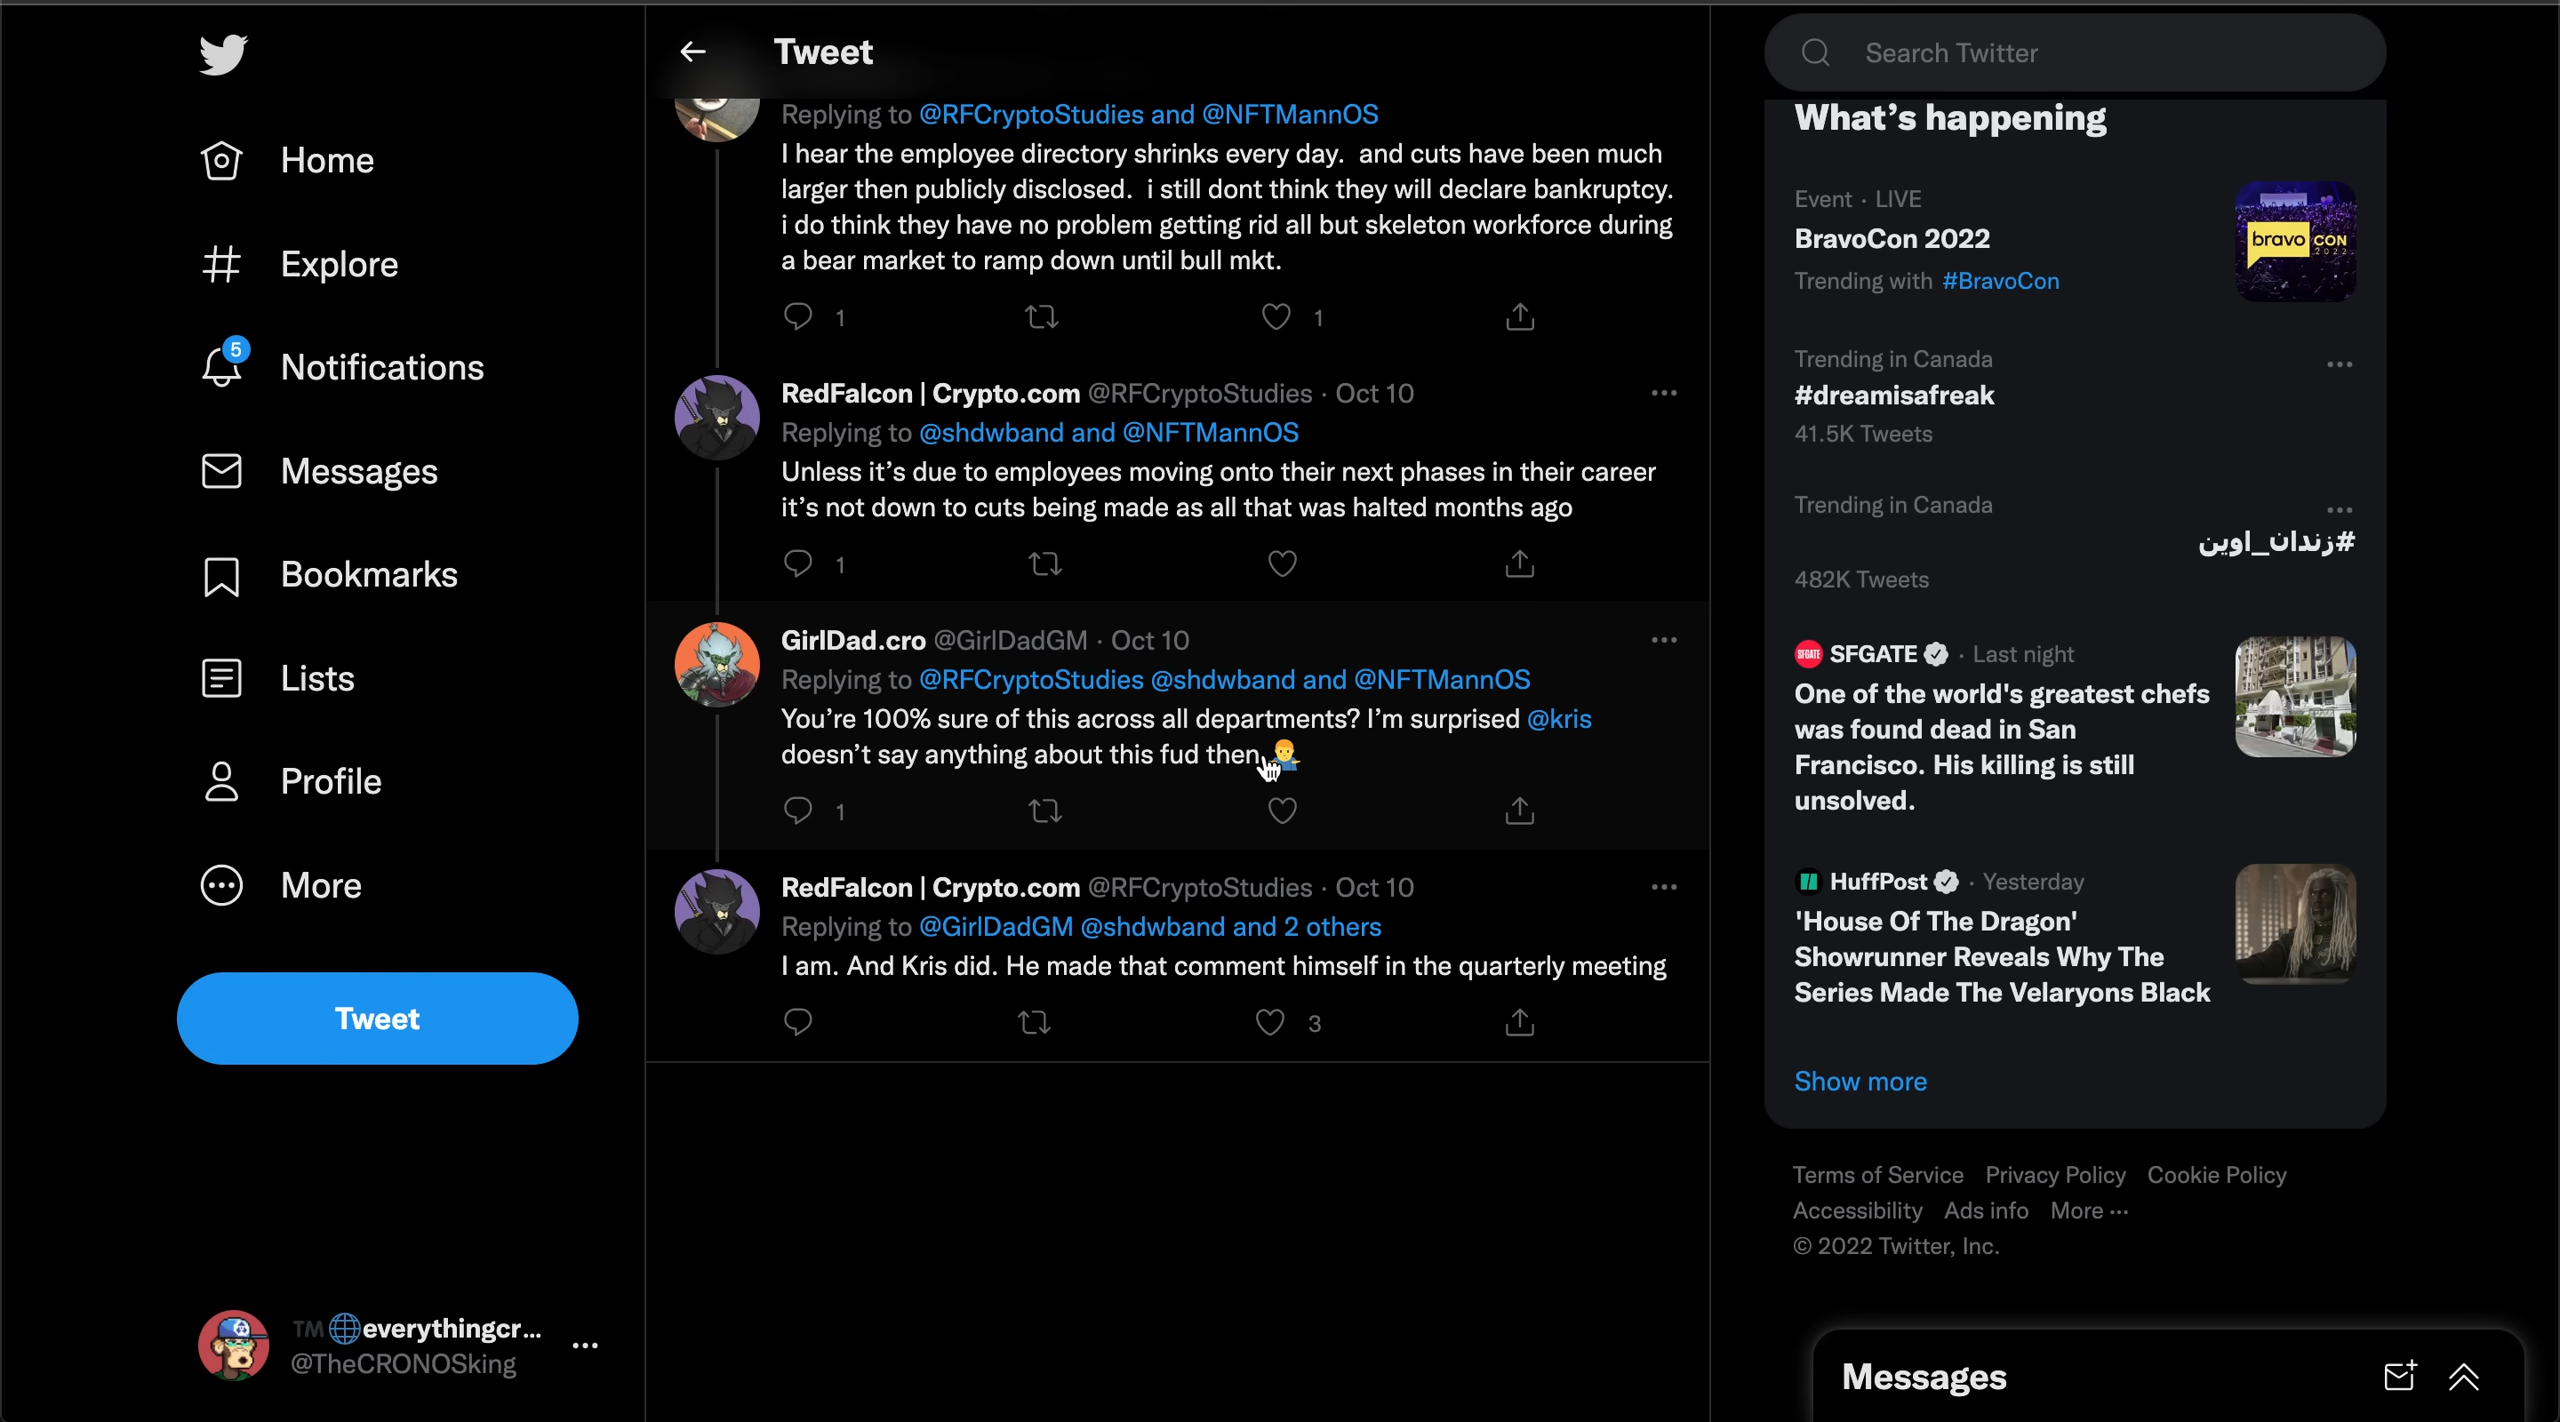 Home
Explore
5
Notifications
Messages
Bookmarks
Lists
Profile
More
Tweet
TM🌐everythingcr...
@TheCRONOSking
Tweet
Replying to @RFCryptoStudies and @NFTMannOS
I hear the employee directory shrinks every day.  and cuts have been much
larger then publicly disclosed.  i still dont think they will declare bankruptcy.
i do think they have no problem getting rid all but skeleton workforce during
a bear market to ramp down until bull mkt.
1 1
RedFalcon | Crypto.com @RFCryptoStudies · Oct 10
Replying to @shdwband and @NFTMannOS
Unless it’s due to employees moving onto their next phases in their career
it’s not down to cuts being made as all that was halted months ago
1
GirlDad.cro @GirlDadGM · Oct 10
Replying to @RFCryptoStudies @shdwband and @NFTMannOS
You’re 100% sure of this across all departments? I’m surprised @kris
doesn’t say anything about this fud then 🤷‍♂️
1
RedFalcon | Crypto.com @RFCryptoStudies · Oct 10
Replying to @GirlDadGM @shdwband and 2 others
I am. And Kris did. He made that comment himself in the quarterly meeting
3
Search Twitter
What’s happening
Event · LIVE
BravoCon 2022
Trending with #BravoCon
bravo CON
2022
Trending in Canada
#dreamisafreak
41.5K Tweets
Trending in Canada
#زندان_اوین
482K Tweets
SFGATE SFGATE · Last night
One of the world's greatest chefs
was found dead in San
Francisco. His killing is still
unsolved.
HuffPost · Yesterday
'House Of The Dragon'
Showrunner Reveals Why The
Series Made The Velaryons Black
Show more
Terms of Service Privacy Policy Cookie Policy
Accessibility Ads info More ···
© 2022 Twitter, Inc.
Messages